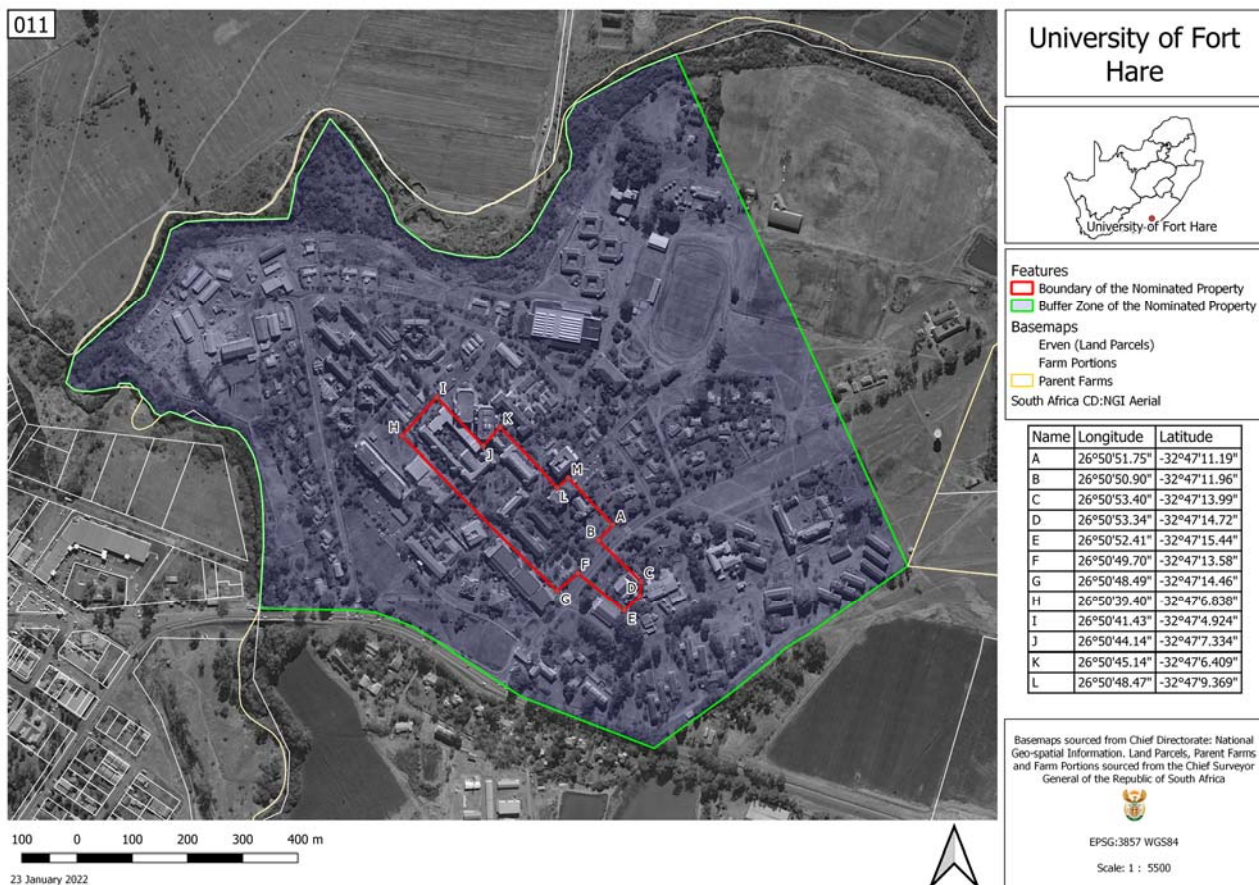 011
I
K
H
J
M
L
A
B
F
C
D
G
E
100 0 100 200 300 400 m
23 January 2022
University of Fort
Hare
University of Fort Hare
Features
Boundary of the Nominated Property
Buffer Zone of the Nominated Property
Basemaps
Erven (Land Parcels)
Farm Portions
Parent Farms
South Africa CD:NGI Aerial
Name Longitude Latitude
A 26°50'51.75" -32°47'11.19"
B 26°50'50.90" -32°47'11.96"
C 26°50'53.40" -32°47'13.99"
D 26°50'53.34" -32°47'14.72"
E 26°50'52.41" -32°47'15.44"
F 26°50'49.70" -32°47'13.58"
G 26°50'48.49" -32°47'14.46"
H 26°50'39.40" -32°47'6.838"
I 26°50'41.43" -32°47'4.924"
J 26°50'44.14" -32°47'7.334"
K 26°50'45.14" -32°47'6.409"
L 26°50'48.47" -32°47'9.369"
Basemaps sourced from Chief Directorate: National
Geo-spatial Information. Land Parcels, Parent Farms
and Farm Portions sourced from the Chief Surveyor
General of the Republic of South Africa
EPSG:3857 WGS84
Scale: 1 : 5500